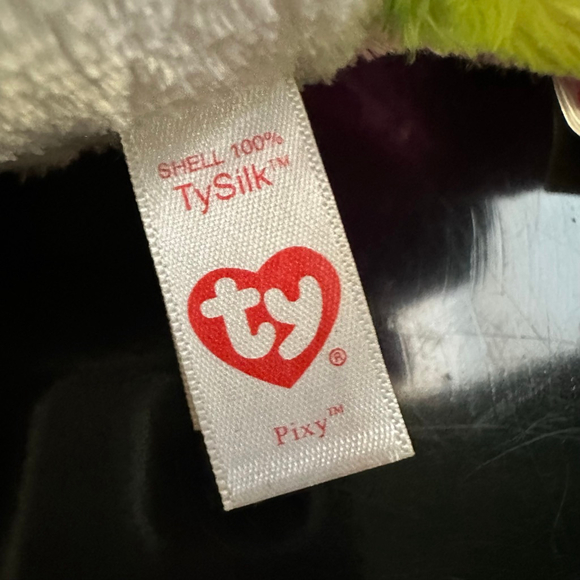 SHELL 100%
TySilk™
ty®
Pixy™